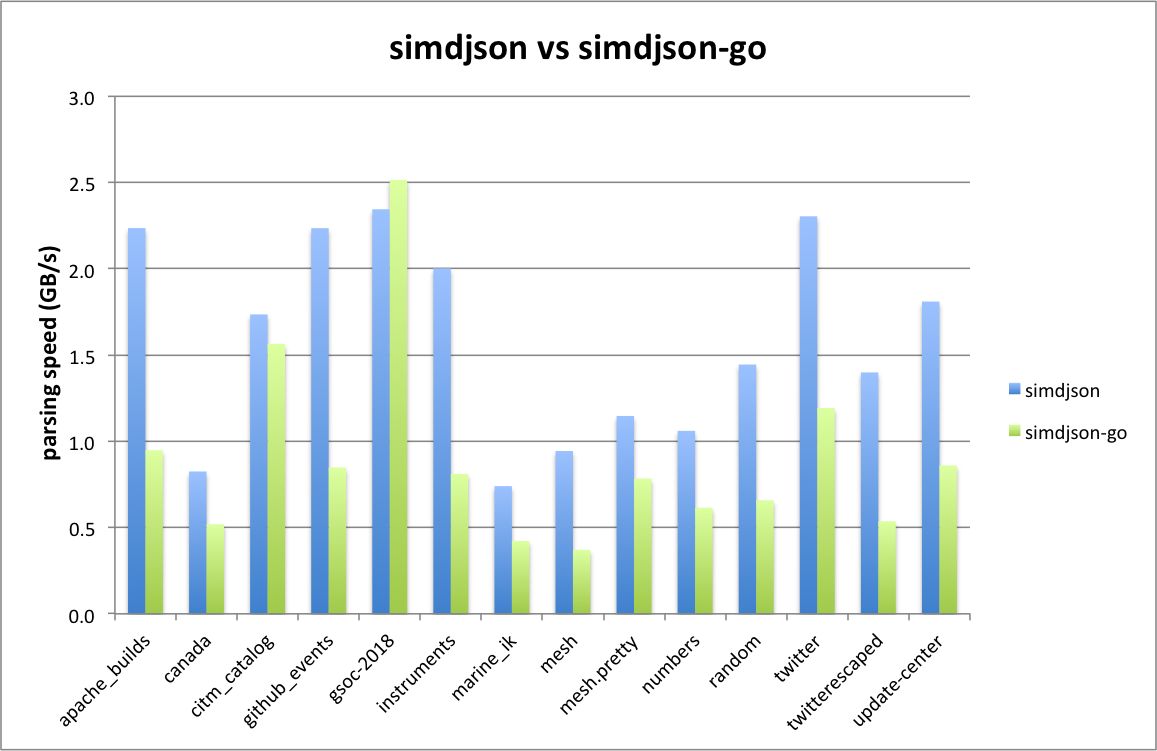 simdjson vs simdjson-go
3.0
2.5
2.0
1.5
1.0
0.5
0.0
parsing speed (GB/s)
apache_builds
canada
citm_catalog
github_events
gsoc-2018
instruments
marine_ik
mesh
mesh.pretty
numbers
random
twitter
twitterescaped
update-center
simdjson
simdjson-go